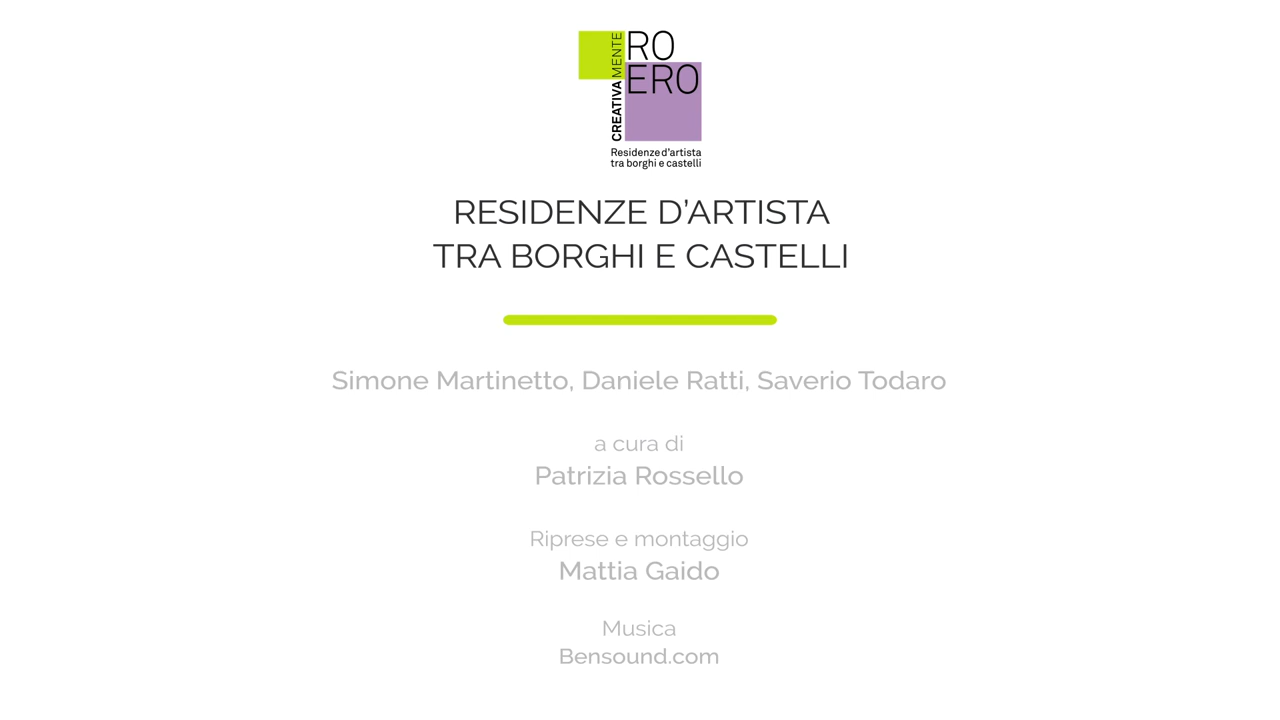 CREATIVAMENTE
RO
ERO
Residenze d'artista
tra borghi e castelli
RESIDENZE D'ARTISTA
TRA BORGHI E CASTELLI
Simone Martinetto, Daniele Ratti, Saverio Todaro
a cura di
Patrizia Rossello
Riprese e montaggio
Mattia Gaido
Musica
Bensound.com